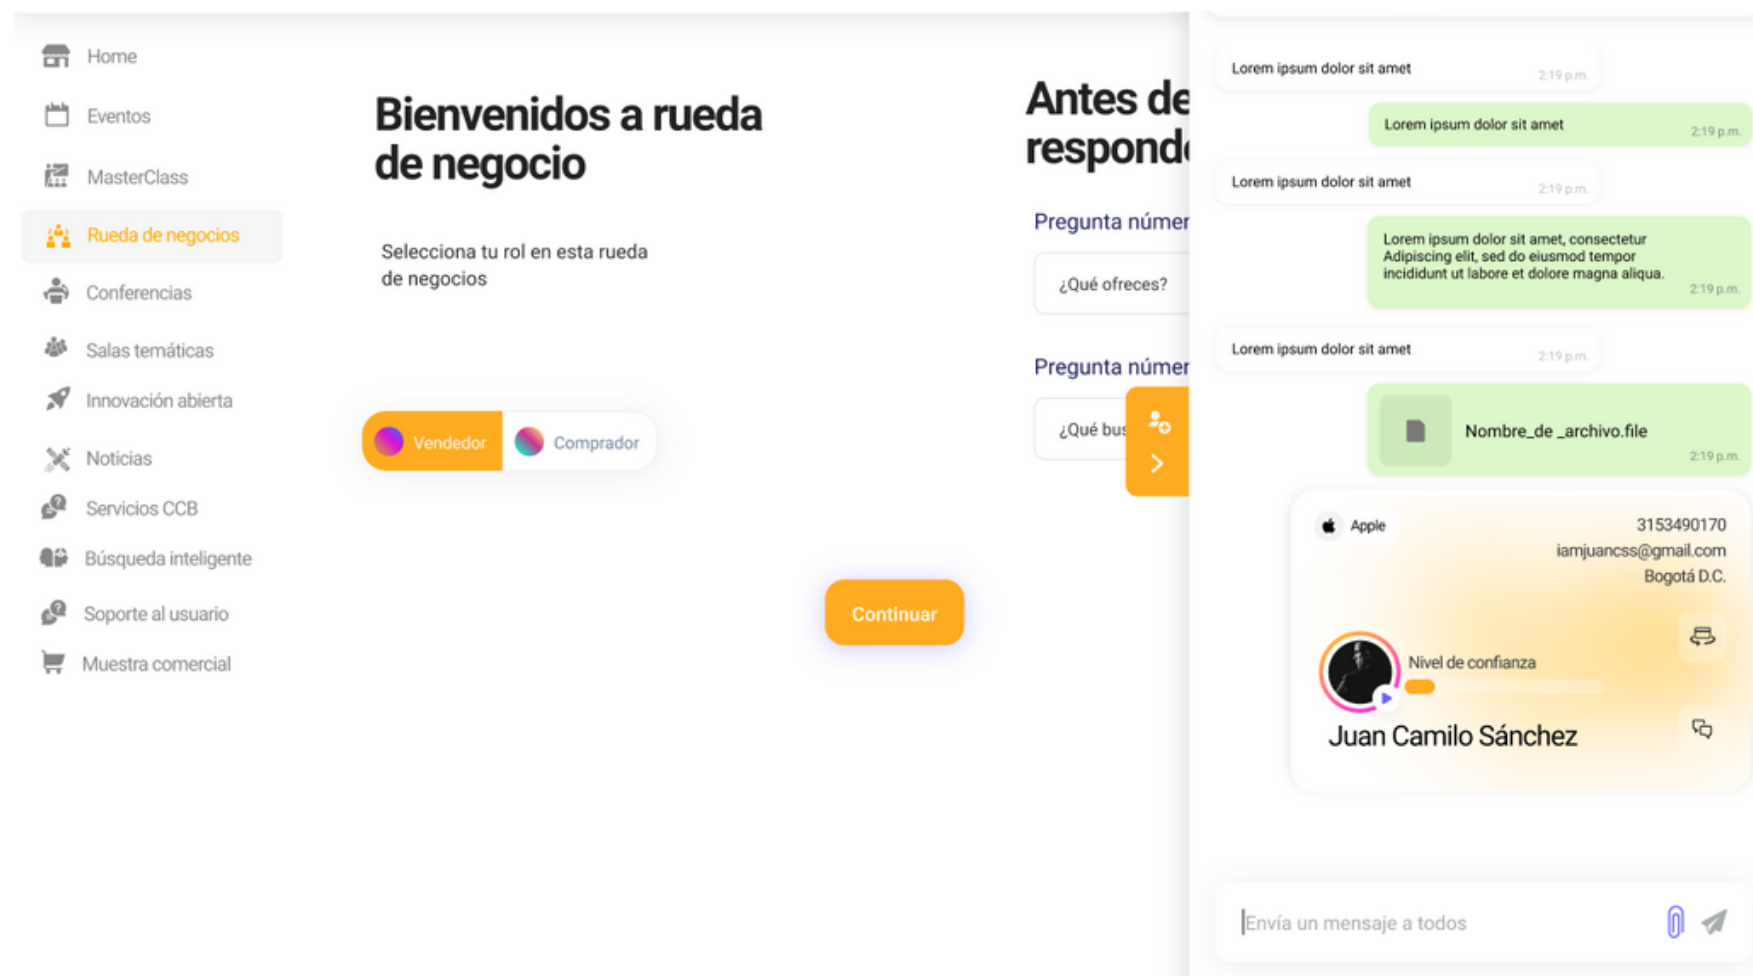 Home
Eventos
MasterClass
Rueda de negocios
Conferencias
Salas temáticas
Innovación abierta
Noticias
Servicios CCB
Búsqueda inteligente
Soporte al usuario
Muestra comercial
Bienvenidos a rueda
de negocio
Selecciona tu rol en esta rueda
de negocios
Vendedor
Comprador
Continuar
Antes de
Pregunta
¿Qué ofreces?
Pregunta
¿Qué
Lorem ipsum dolor sit amet
2:19 p.m.
Lorem ipsum dolor sit amet
2:19 p.m.
Lorem ipsum dolor sit amet
2:19 p.m.
Lorem ipsum dolor sit amet, consectetur
Adipiscing elit, sed do eiusmod tempor
incididunt ut labore et dolore magna aliqua.
2:19 p.m.
Lorem ipsum dolor sit amet
2:19 p.m.
Nombre_de _archivo.file
2:19 p.m.
Apple
3153490170
iamjuancss@gmail.com
Bogotá D.C.
Nivel de confianza
Juan Camilo Sánchez
Envía un mensaje a todos